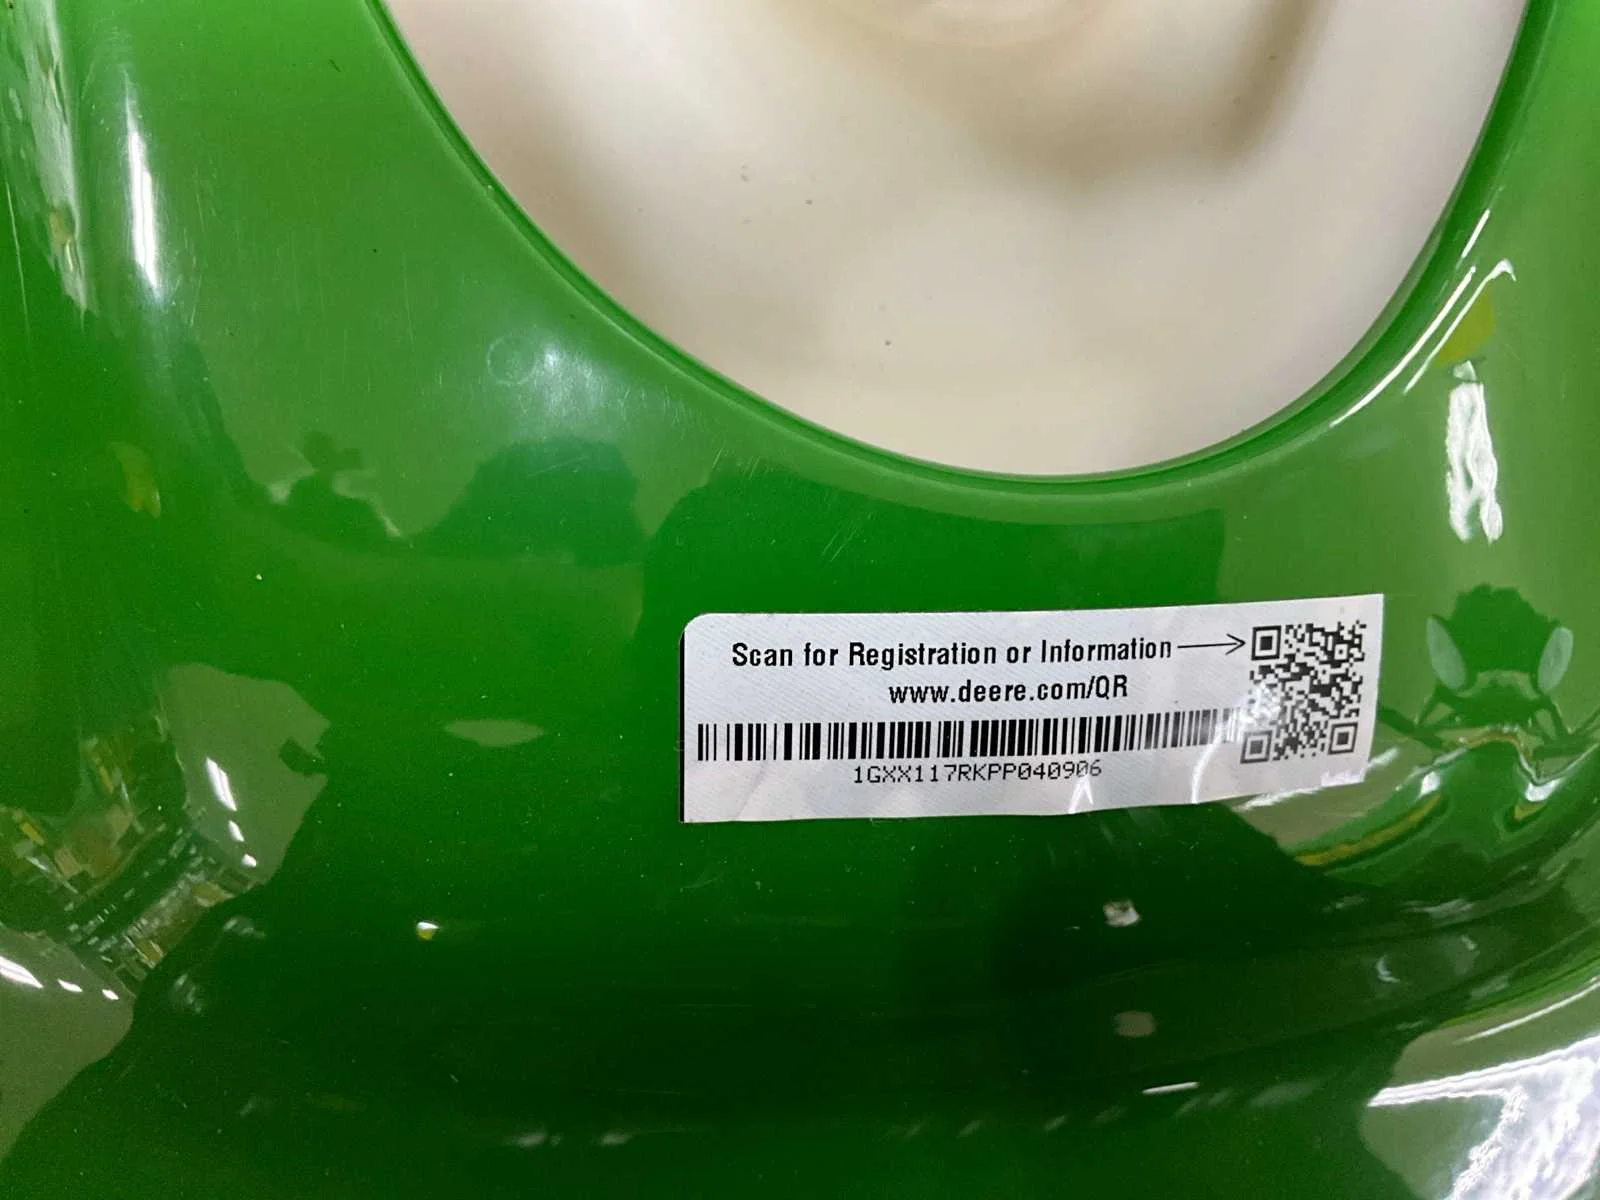 Scan for Registration or Information
www.deere.com/QR
1GXX117RKPP040906